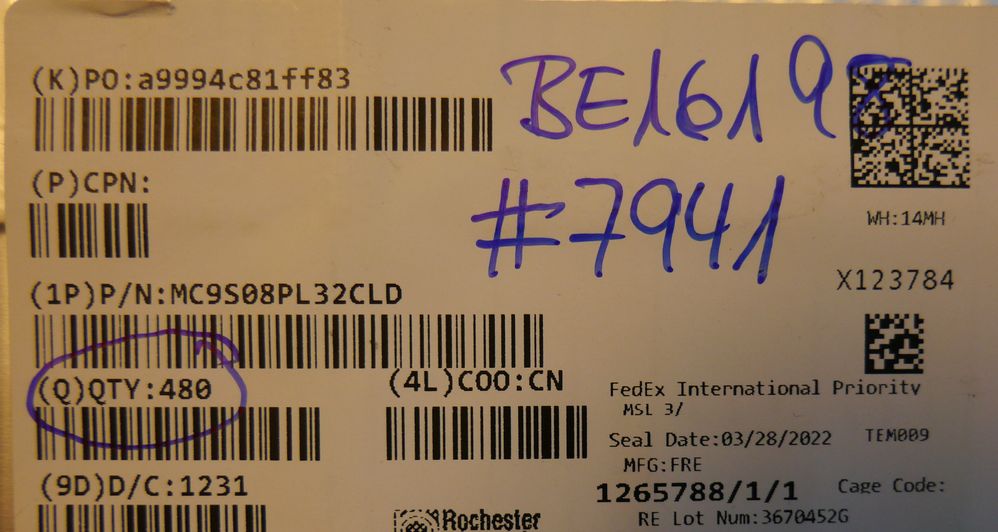 (K)PO:a9994c81ff83
BE16198
(P)CPN:
#7941
WH:14MH
X123784
(1P)P/N:MC9S08PL32CLD
(Q)QTY:480
(4L)COO:CN
FedEx International Priority
MSL 3/
Seal Date:03/28/2022
TEM009
MFG:FRE
(9D)D/C:1231
1265788/1/1
Cage Code:
Rochester
RE Lot Num:3670452G